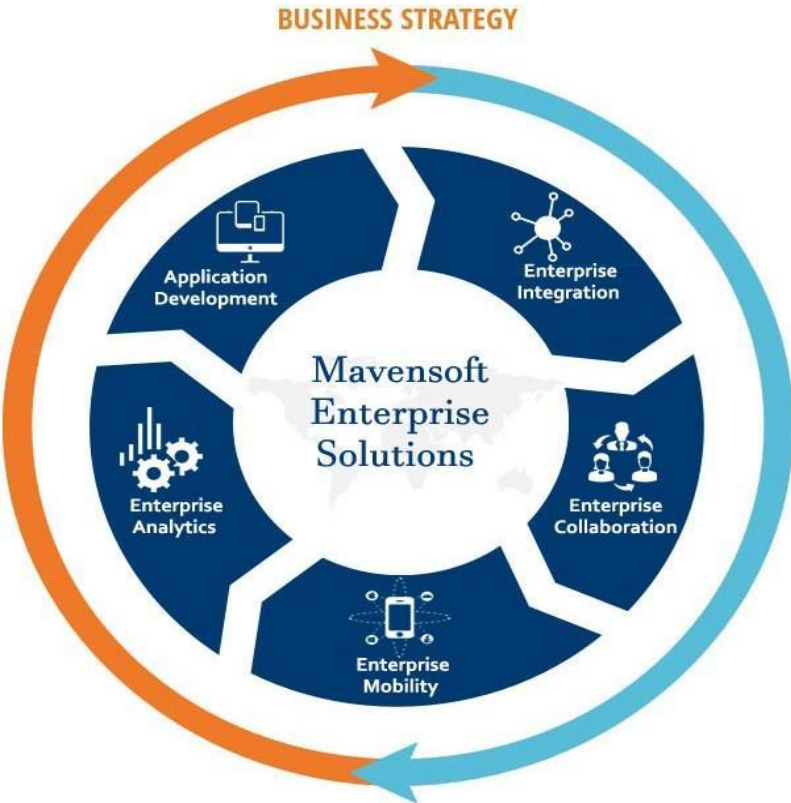 BUSINESS STRATEGY
Application
Development
Enterprise
Integration
Mavensoft
Enterprise
Solutions
Enterprise
Analytics
Enterprise
Collaboration
Enterprise
Mobility